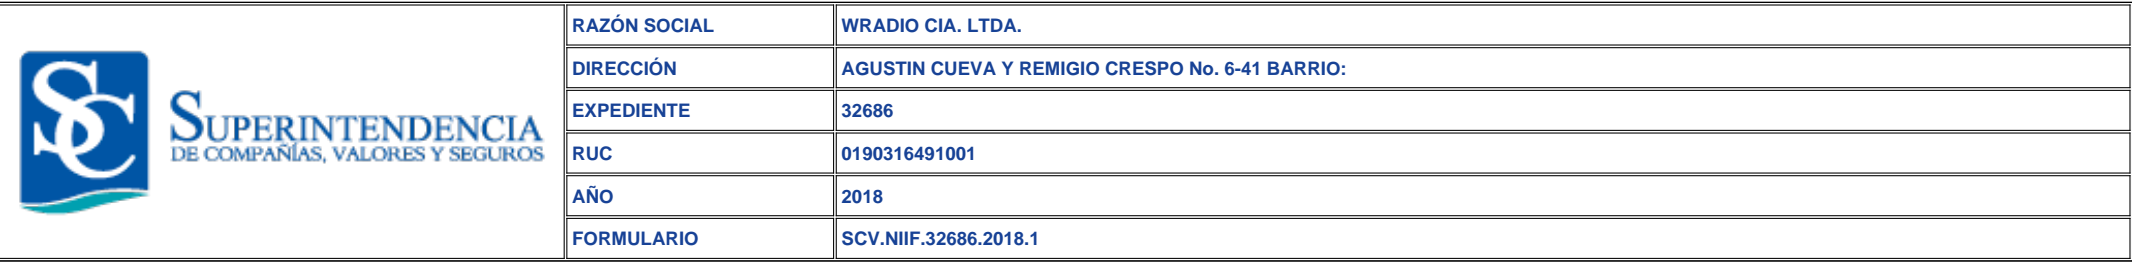 SC
SUPERINTENDENCIA
DE COMPAÑÍAS, VALORES Y SEGUROS
RAZÓN SOCIAL WRADIO CIA. LTDA.
DIRECCIÓN AGUSTIN CUEVA Y REMIGIO CRESPO No. 6-41 BARRIO:
EXPEDIENTE 32686
RUC 0190316491001
AÑO 2018
FORMULARIO SCV.NIIF.32686.2018.1